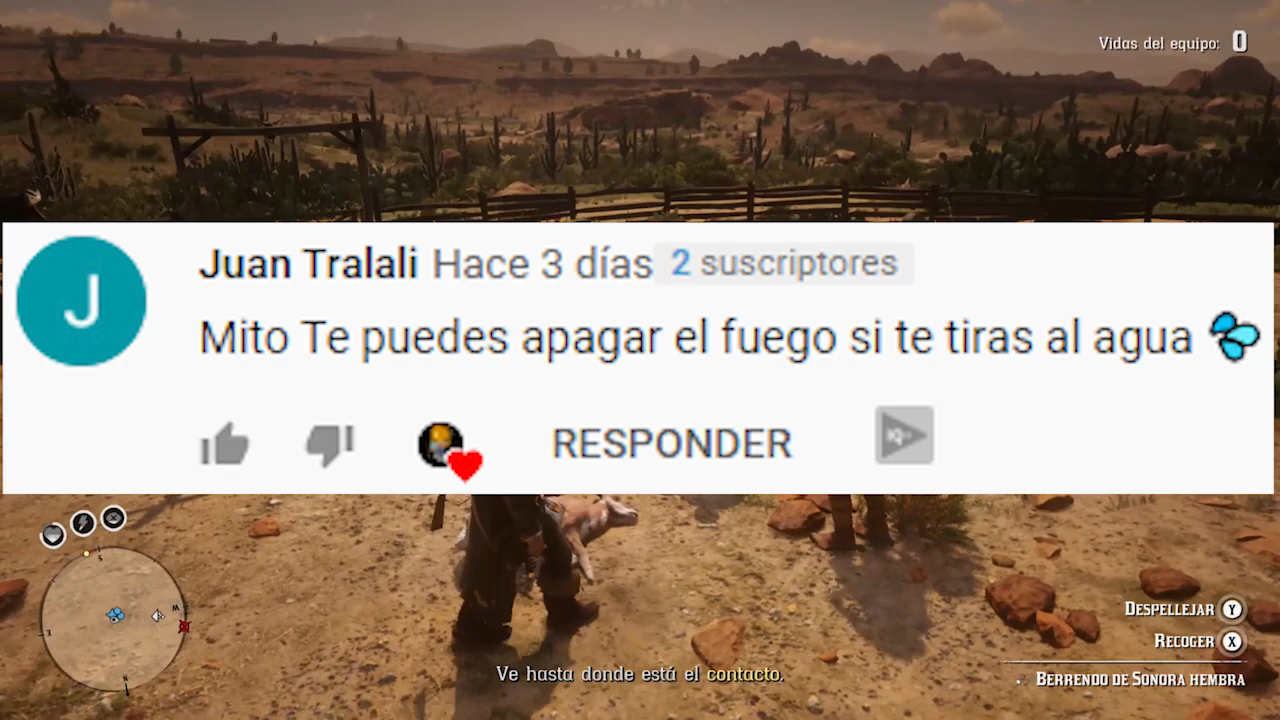 Vidas del equipo: 0
J
Juan Tralali Hace 3 días 2 suscriptores
Mito Te puedes apagar el fuego si te tiras al agua 💦
RESPONDER
IQ
S
W
E
N
DESPELLEJAR Y
RECOGER X
Ve hasta donde está el contacto.
BERRENDO DE SONORA HEMBRA